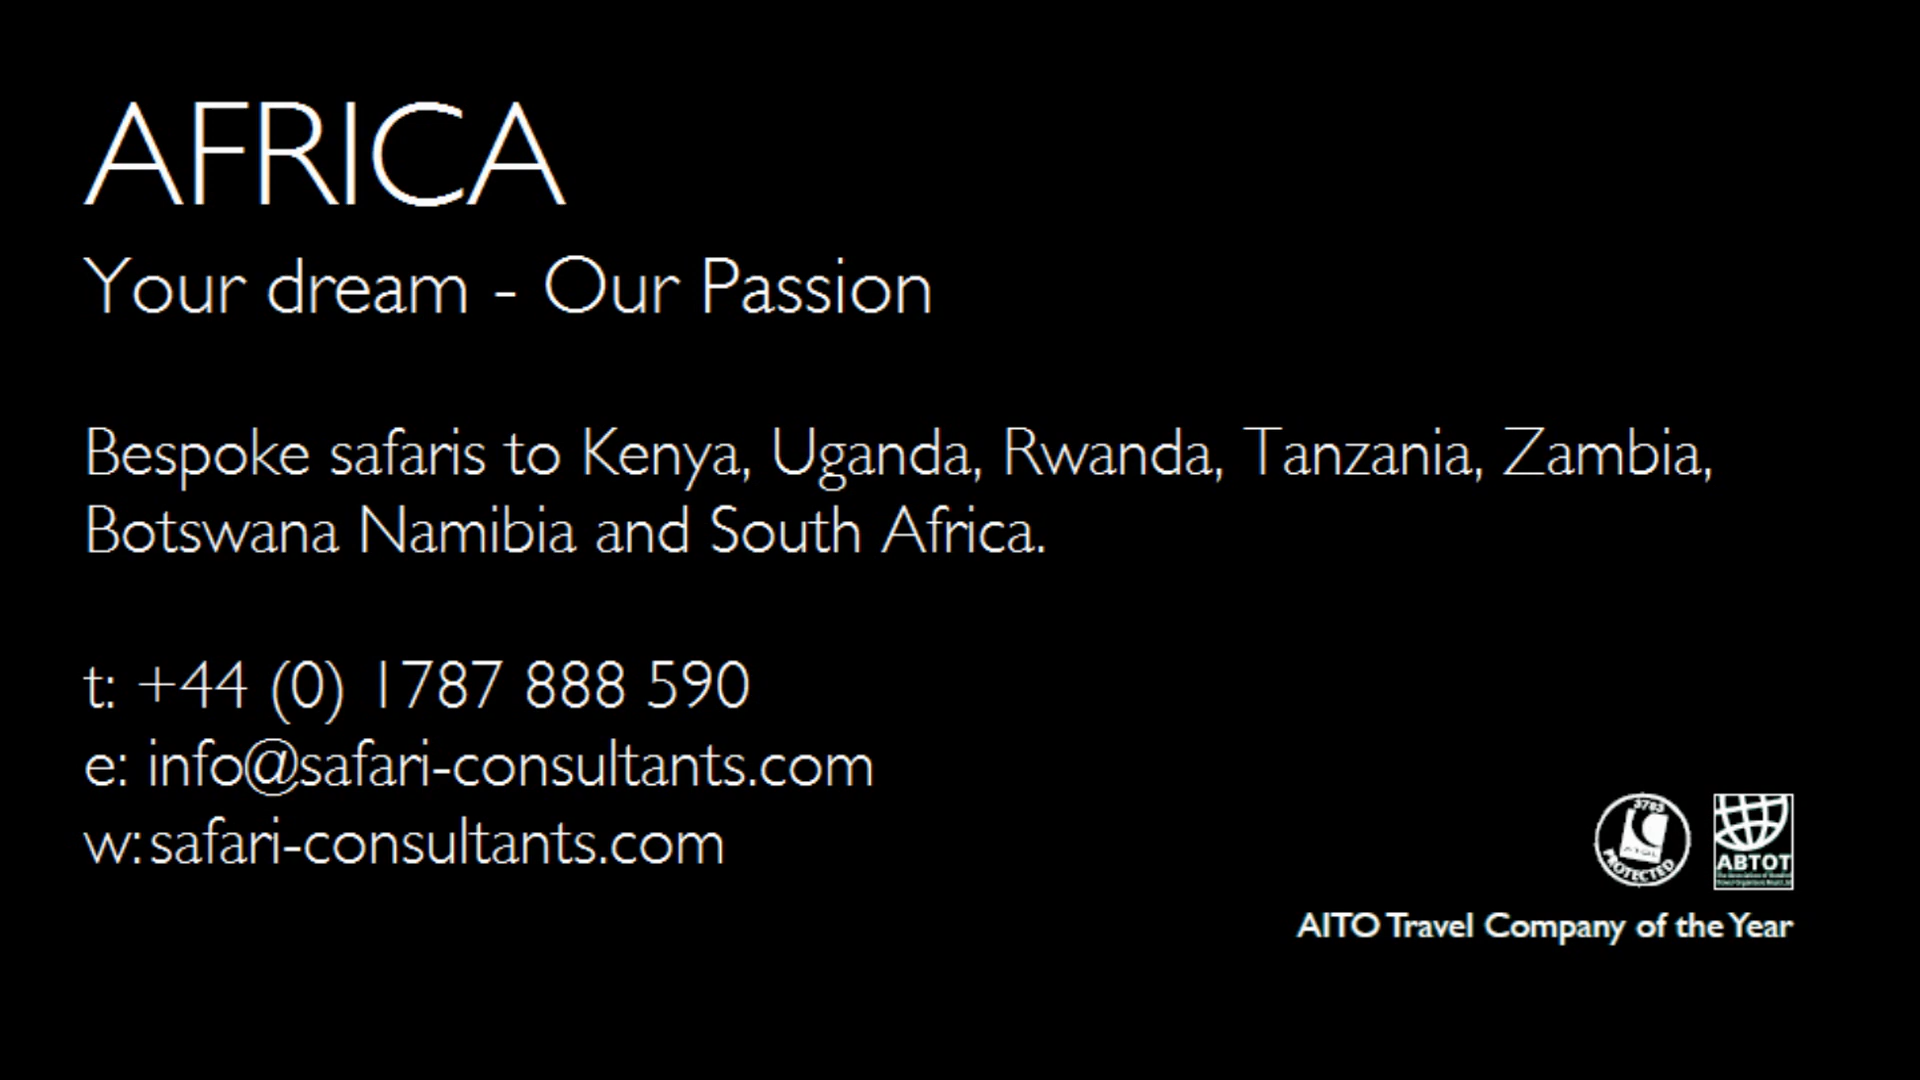 AFRICA
Your dream - Our Passion
Bespoke safaris to Kenya, Uganda, Rwanda, Tanzania, Zambia,
Botswana Namibia and South Africa.
t: +44 (0) 1787 888 590
e: info@safari-consultants.com
w: safari-consultants.com
3783
PROTECTED
ABTOT
AITO Travel Company of the Year